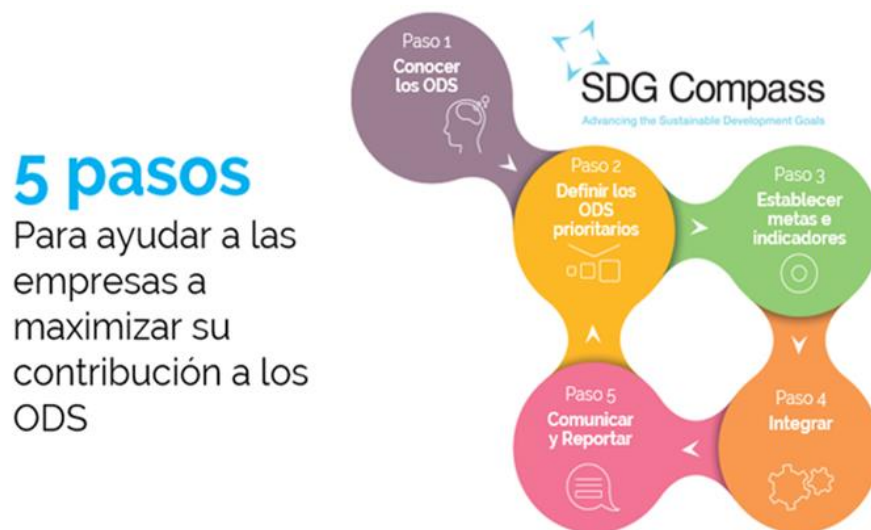 5 pasos
Para ayudar a las
empresas a
maximizar su
contribución a los
ODS
SDG Compass
Advancing the Sustainable Development Goals
Paso 1
Conocer
los ODS
Paso 2
Definir los
ODS
prioritarios
Paso 3
Establecer
metas e
indicadores
Paso 4
Integrar
Paso 5
Comunicar
y Reportar